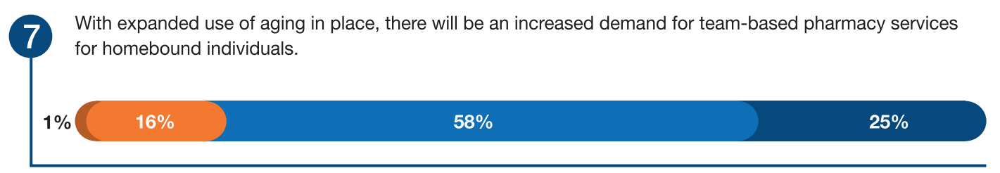 7
With expanded use of aging in place, there will be an increased demand for team-based pharmacy services
for homebound individuals.
1% 16% 58% 25%